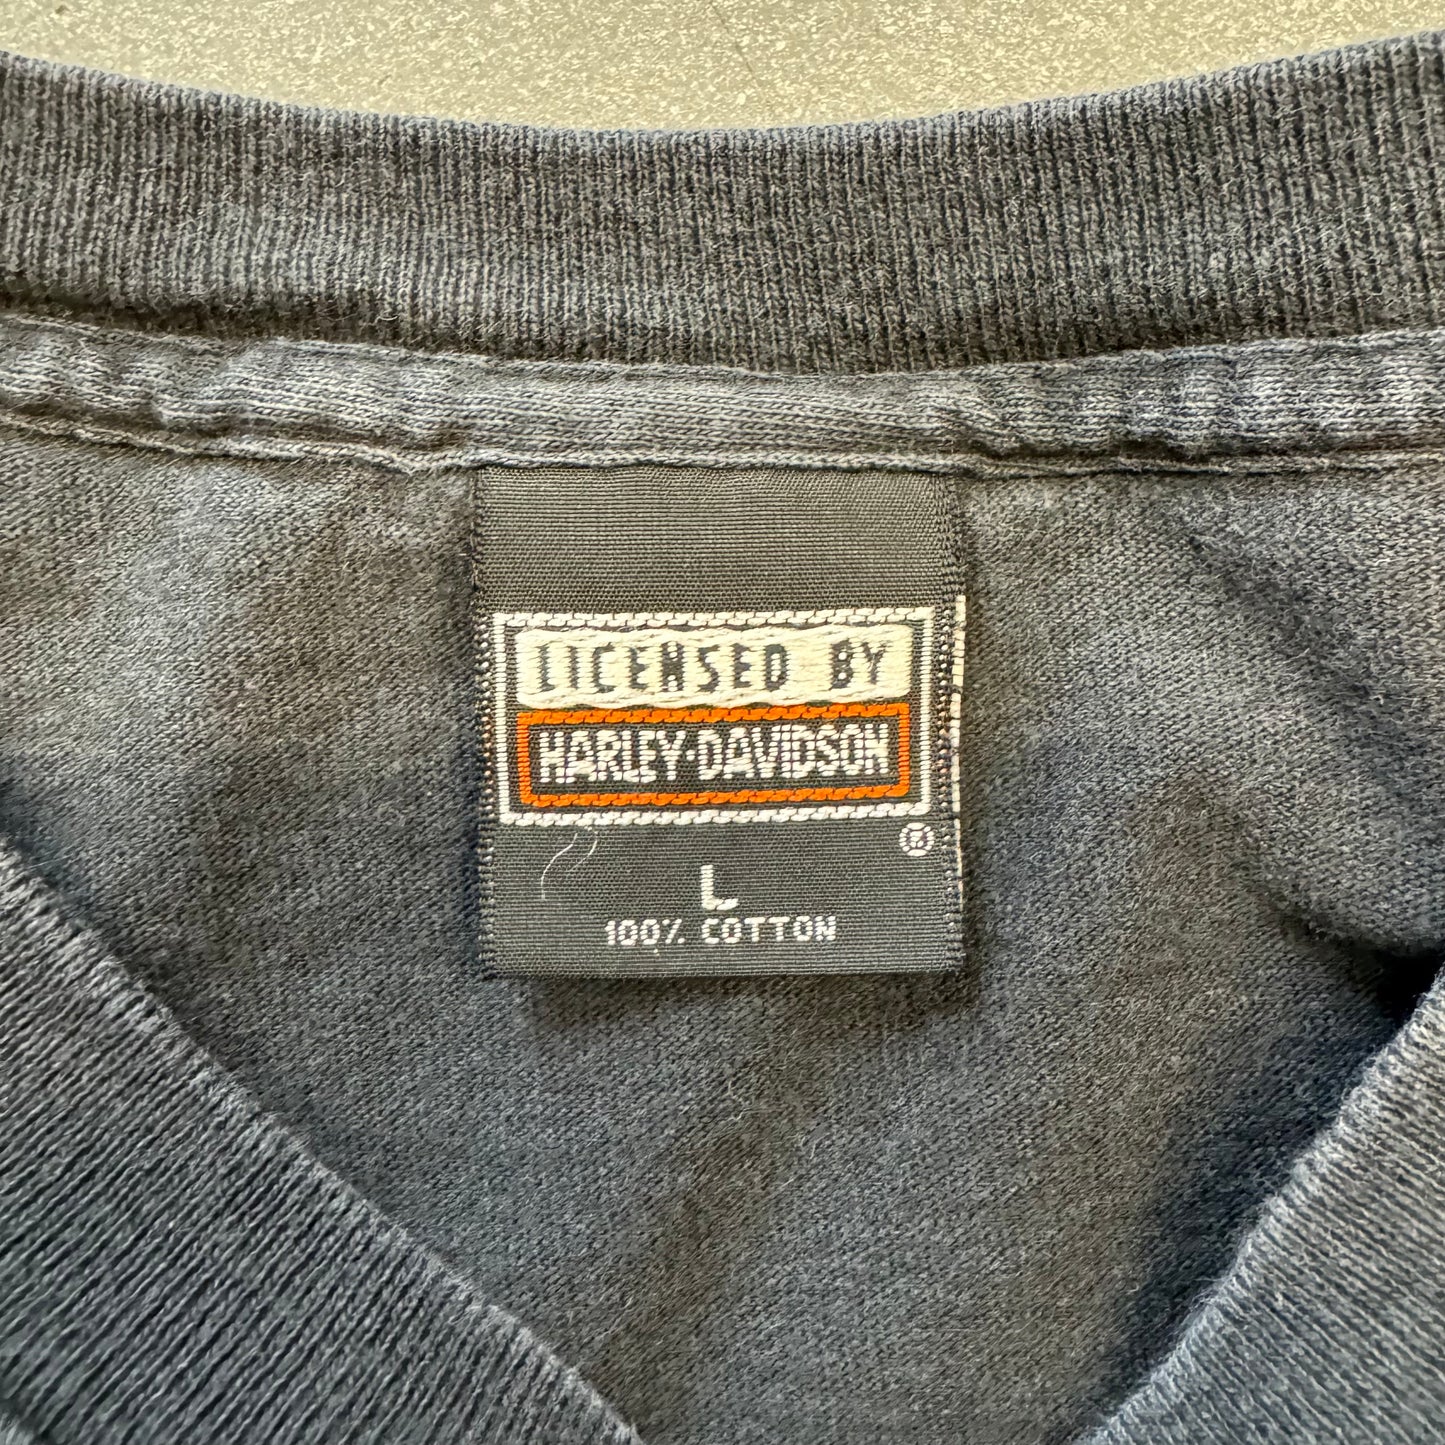 LICENSED BY
HARLEY-DAVIDSON
®
L
100% COTTON